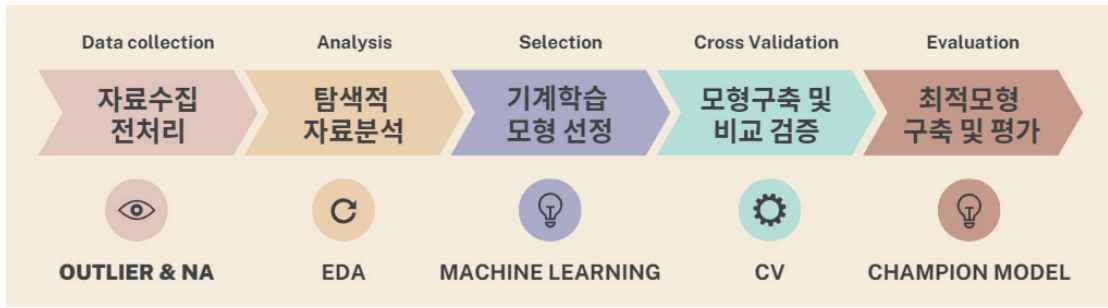 Data collection
Analysis
Selection
Cross Validation
Evaluation
자료수집
전처리
탐색적
자료분석
기계학습
모형 선정
모형구축 및
비교 검증
최적모형
구축 및 평가
OUTLIER & NA
EDA
MACHINE LEARNING
CV
CHAMPION MODEL